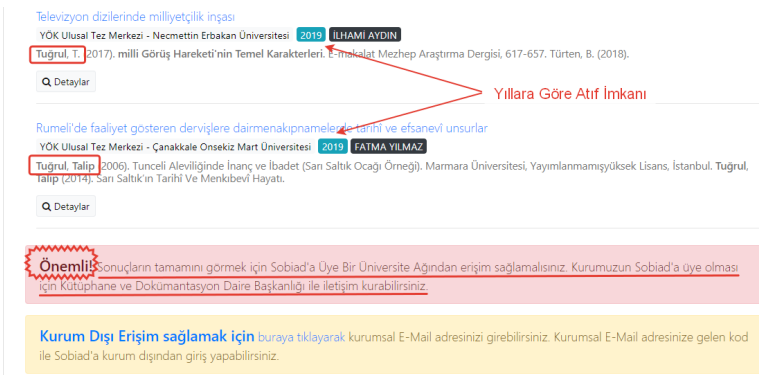 Televizyon dizilerinde milliyetçilik inşası
YÖK Ulusal Tez Merkezi - Necmettin Erbakan Üniversitesi 2019 İLHAMİ AYDIN
Tuğrul, T. (2017). milli Görüş Hareketi'nin Temel Karakterleri. E-makalat Mezhep Araştırma Dergisi, 617-657. Türten, B. (2018).
Detaylar
Yıllara Göre Atıf İmkanı
Rumeli'de faaliyet gösteren dervişlere dairmenakıpnamelerde tarihî ve efsanevî unsurlar
YÖK Ulusal Tez Merkezi - Çanakkale Onsekiz Mart Üniversitesi 2019 FATMA YILMAZ
Tuğrul, Talip (2006). Tunceli Aleviliğinde İnanç ve İbadet (Sarı Saltık Ocağı Örneği). Marmara Üniversitesi, Yayımlanmamışyüksek Lisans, İstanbul. Tuğrul,
Talip (2014). Sarı Saltık'ın Tarihî Ve Menkıbevî Hayatı.
Detaylar
Önemli! Sonuçların tamamını görmek için Sobiad'a Üye Bir Üniversite Ağından erişim sağlamalısınız. Kurumuzun Sobiad'a üye olması
için Kütüphane ve Dokümantasyon Daire Başkanlığı ile iletişim kurabilirsiniz.
Kurum Dışı Erişim sağlamak için buraya tıklayarak kurumsal E-Mail adresinizi girebilirsiniz. Kurumsal E-Mail adresinize gelen kod
ile Sobiad'a kurum dışından giriş yapabilirsiniz.